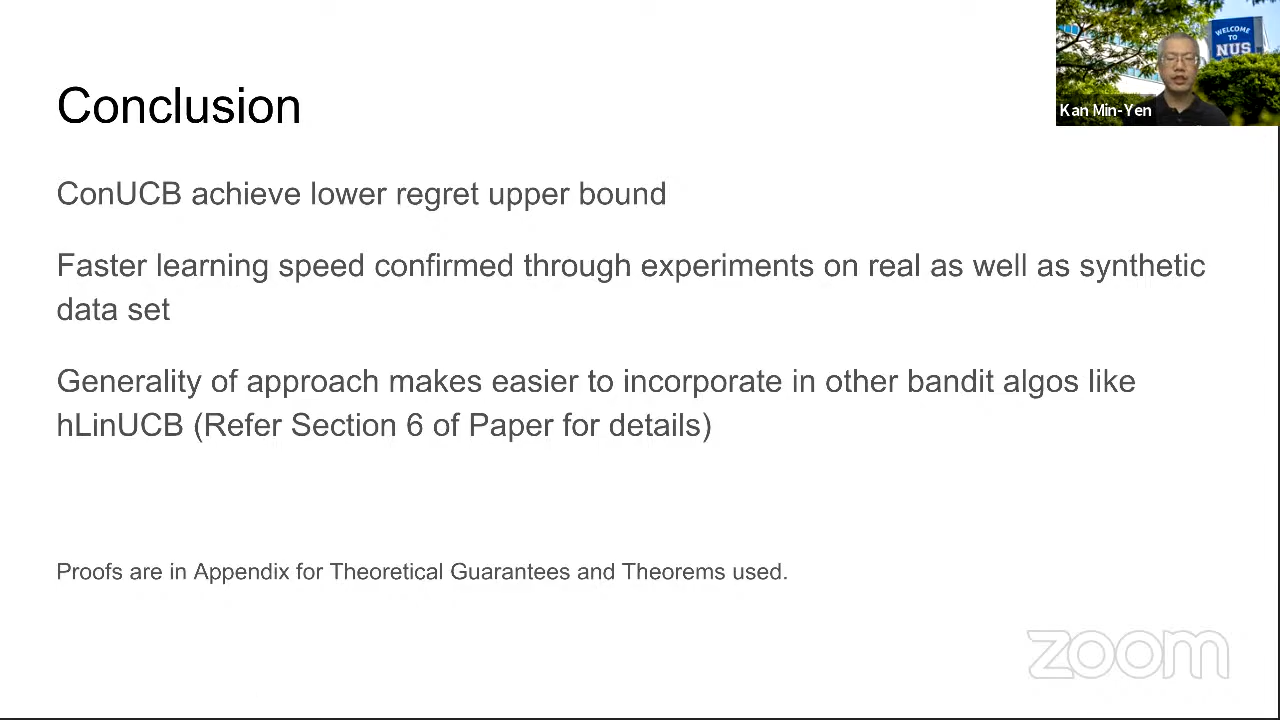 WELCOME
TO
NUS
Kan Min-Yen
Conclusion
ConUCB achieve lower regret upper bound
Faster learning speed confirmed through experiments on real as well as synthetic
data set
Generality of approach makes easier to incorporate in other bandit algos like
hLinUCB (Refer Section 6 of Paper for details)
Proofs are in Appendix for Theoretical Guarantees and Theorems used.
zoom